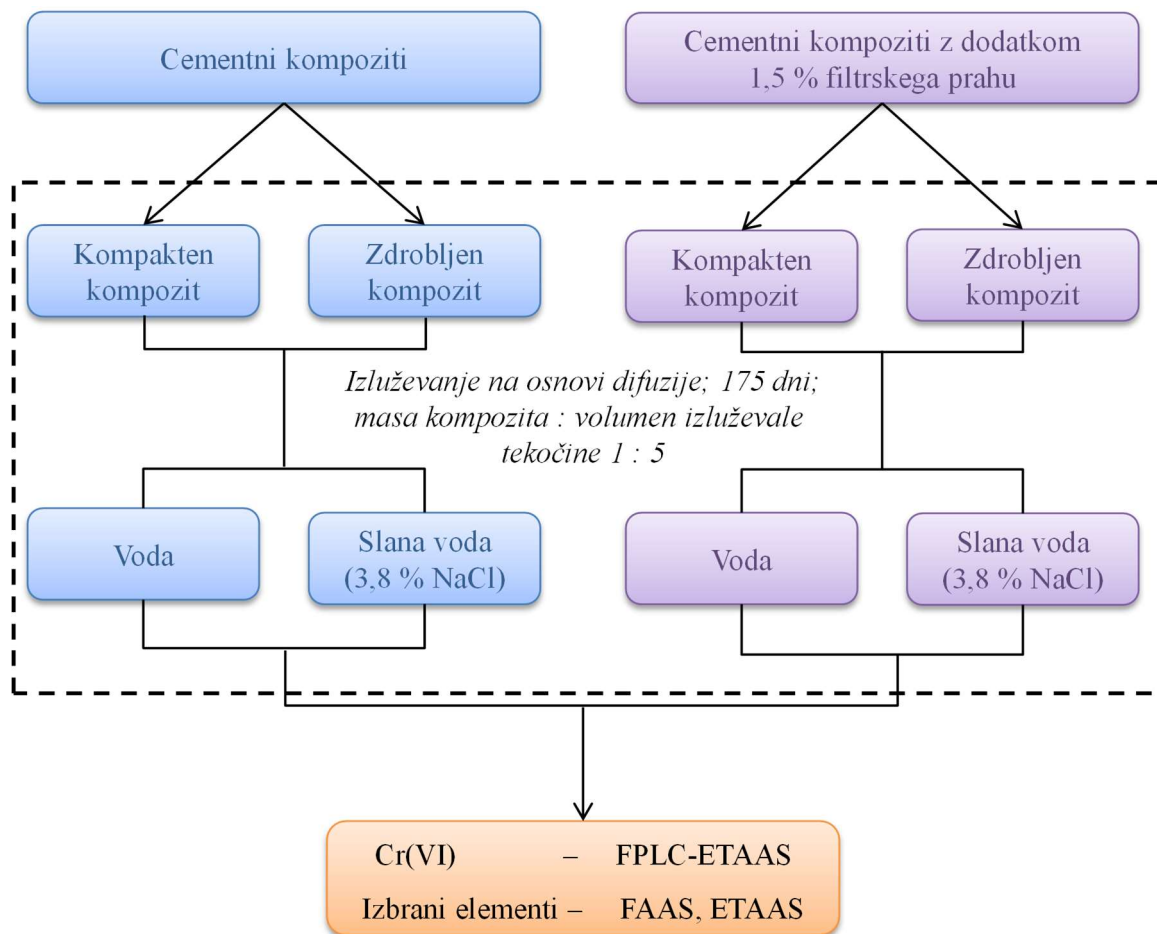 Cementni kompoziti
Cementni kompoziti z dodatkom
1,5 % filtrskega prahu
Kompakten
kompozit
Zdrobljen
kompozit
Kompakten
kompozit
Zdrobljen
kompozit
Izluževanje na osnovi difuzije; 175 dni;
masa kompozita : volumen izluževale
tekočine 1 : 5
Voda
Slana voda
(3,8 % NaCl)
Voda
Slana voda
(3,8 % NaCl)
Cr(VI) – FPLC-ETAAS
Izbrani elementi – FAAS, ETAAS